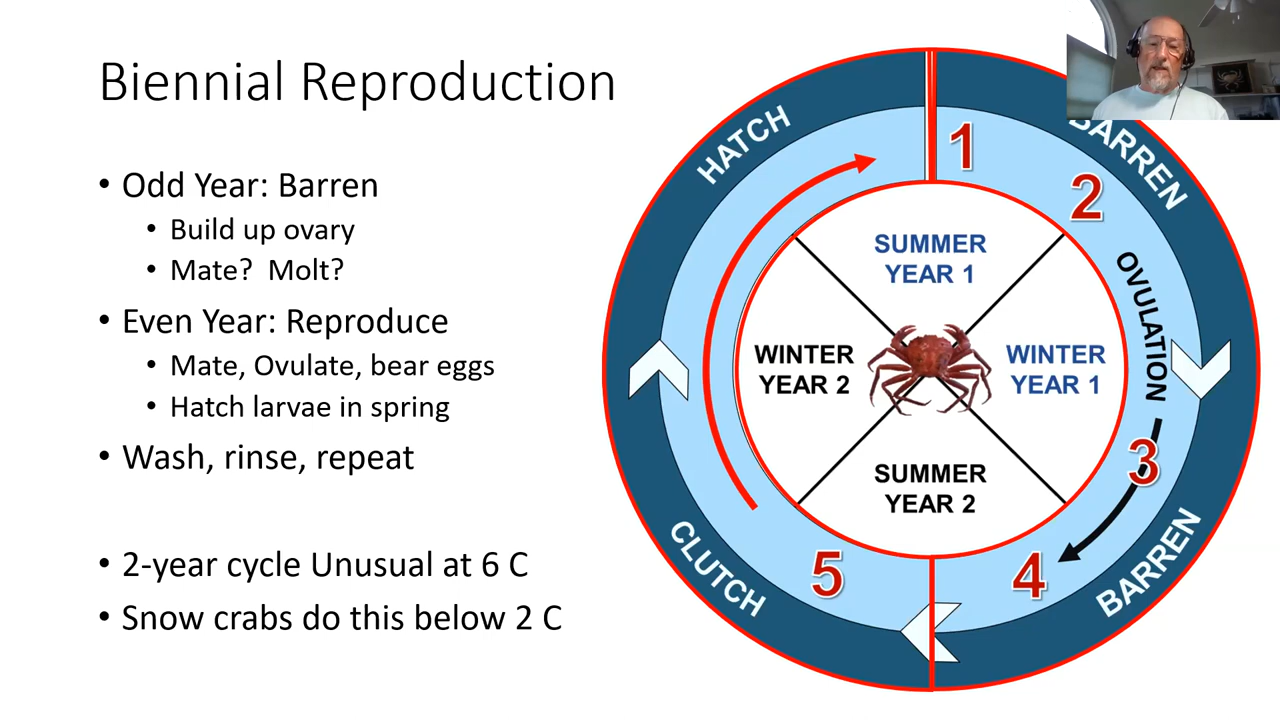 Biennial Reproduction
• Odd Year: Barren
• Build up ovary
• Mate? Molt?
• Even Year: Reproduce
• Mate, Ovulate, bear eggs
• Hatch larvae in spring
• Wash, rinse, repeat
• 2-year cycle Unusual at 6 C
• Snow crabs do this below 2 C
HATCH
BARREN
1
2
OVULATION
3
BARREN
4
5
CLUTCH
SUMMER
YEAR 1
WINTER
YEAR 2
WINTER
YEAR 1
SUMMER
YEAR 2